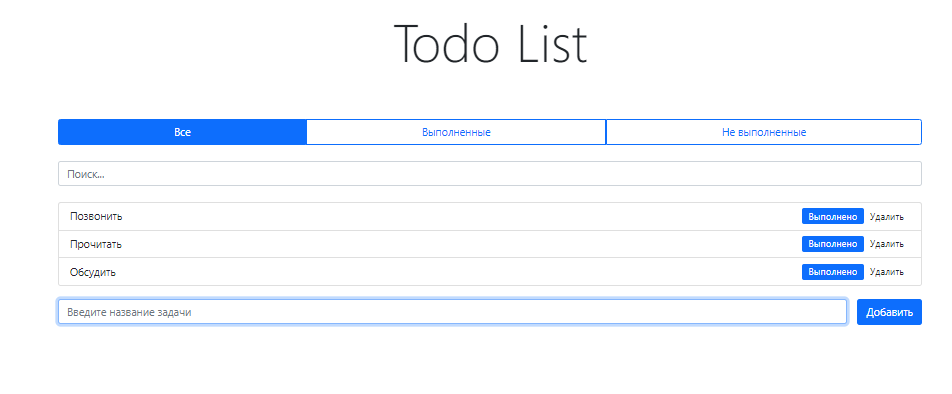 Todo List
Все Выполненные Не выполненные
Поиск...
Позвонить Выполнено Удалить
Прочитать Выполнено Удалить
Обсудить Выполнено Удалить
Введите название задачи Добавить